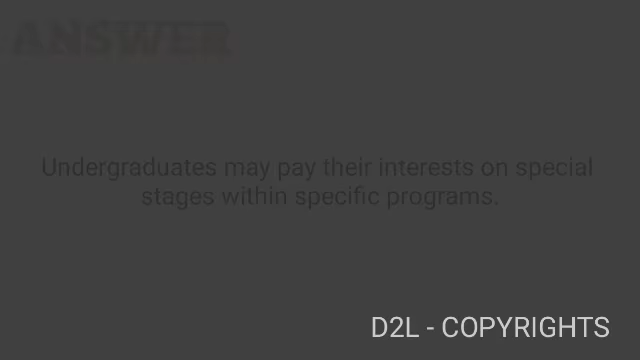 ANSWER
Undergraduates may pay their interests on special
stages within specific programs.
D2L - COPYRIGHTS